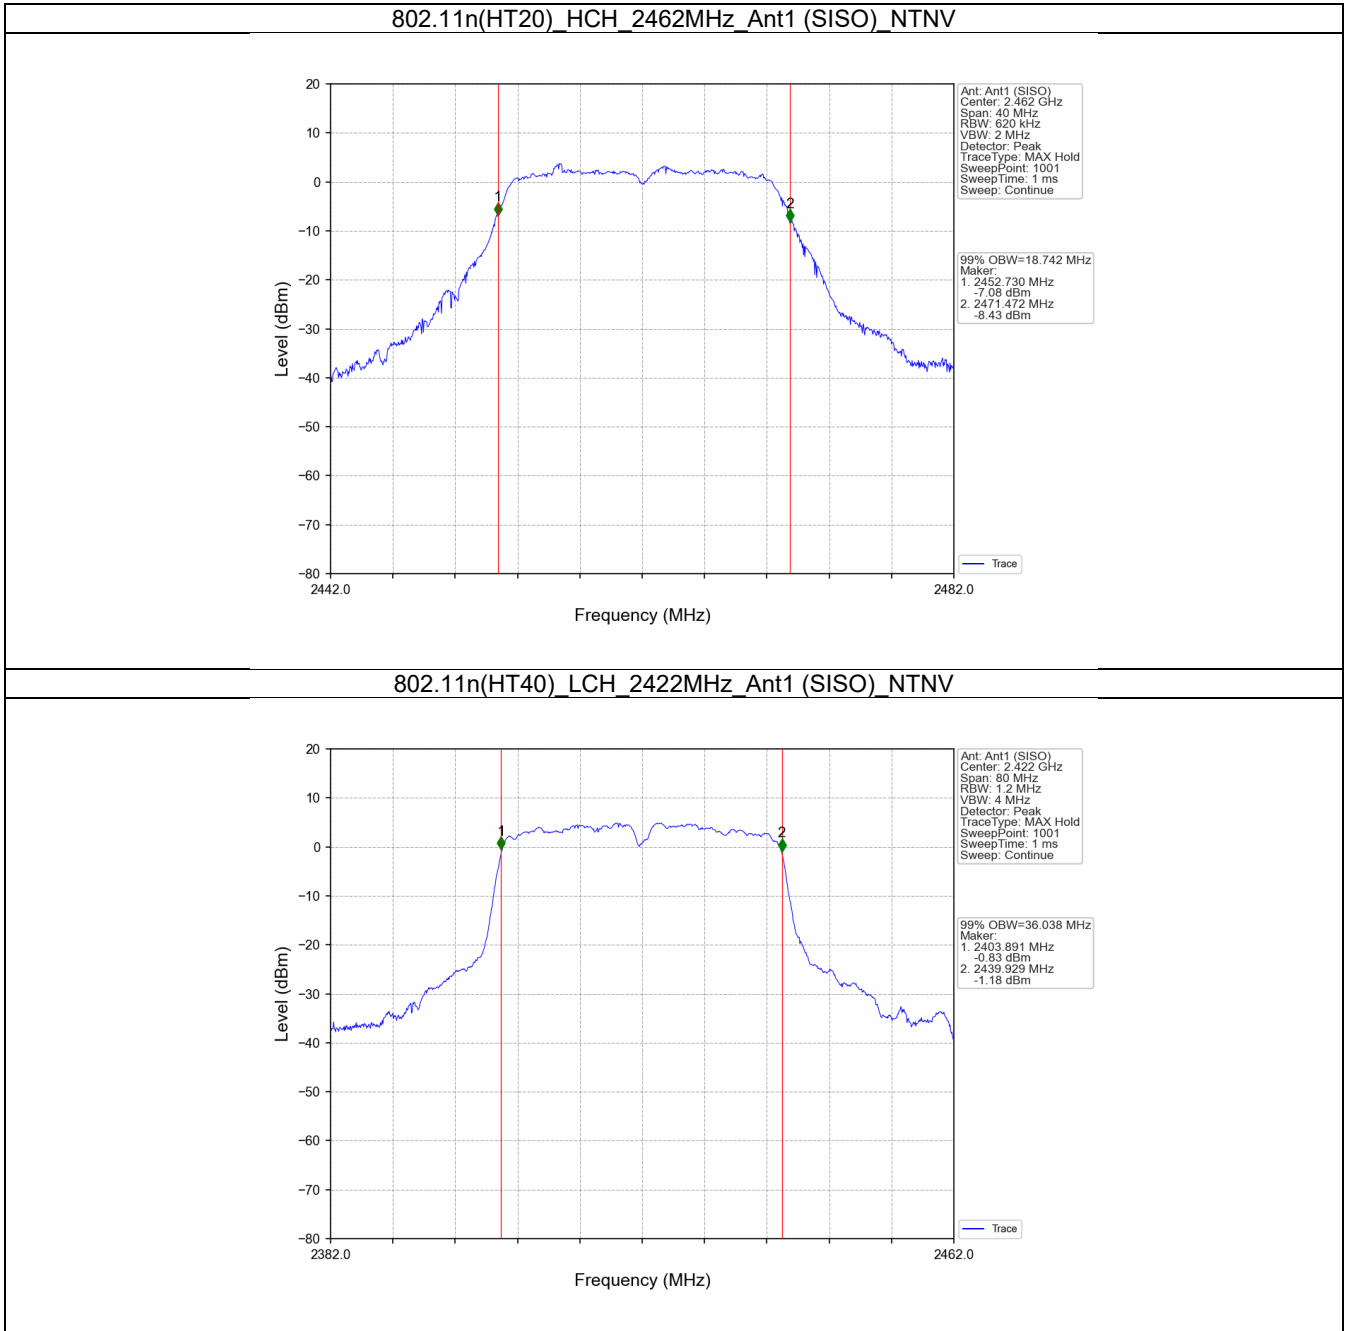 802.11n(HT20)_HCH_2462MHz_Ant1 (SISO)_NTNV
20
10
0
−10
−20
−30
−40
−50
−60
−70
−80
Level (dBm)
1
2
2442.0
2482.0
Frequency (MHz)
Ant: Ant1 (SISO)
Center: 2.462 GHz
Span: 40 MHz
RBW: 620 kHz
VBW: 2 MHz
Detector: Peak
TraceType: MAX Hold
SweepPoint: 1001
SweepTime: 1 ms
Sweep: Continue
99% OBW=18.742 MHz
Maker:
1. 2452.730 MHz
-7.08 dBm
2. 2471.472 MHz
-8.43 dBm
Trace
802.11n(HT40)_LCH_2422MHz_Ant1 (SISO)_NTNV
20
10
0
−10
−20
−30
−40
−50
−60
−70
−80
Level (dBm)
1
2
2382.0
2462.0
Frequency (MHz)
Ant: Ant1 (SISO)
Center: 2.422 GHz
Span: 80 MHz
RBW: 1.2 MHz
VBW: 4 MHz
Detector: Peak
TraceType: MAX Hold
SweepPoint: 1001
SweepTime: 1 ms
Sweep: Continue
99% OBW=36.038 MHz
Maker:
1. 2403.891 MHz
-0.83 dBm
2. 2439.929 MHz
-1.18 dBm
Trace